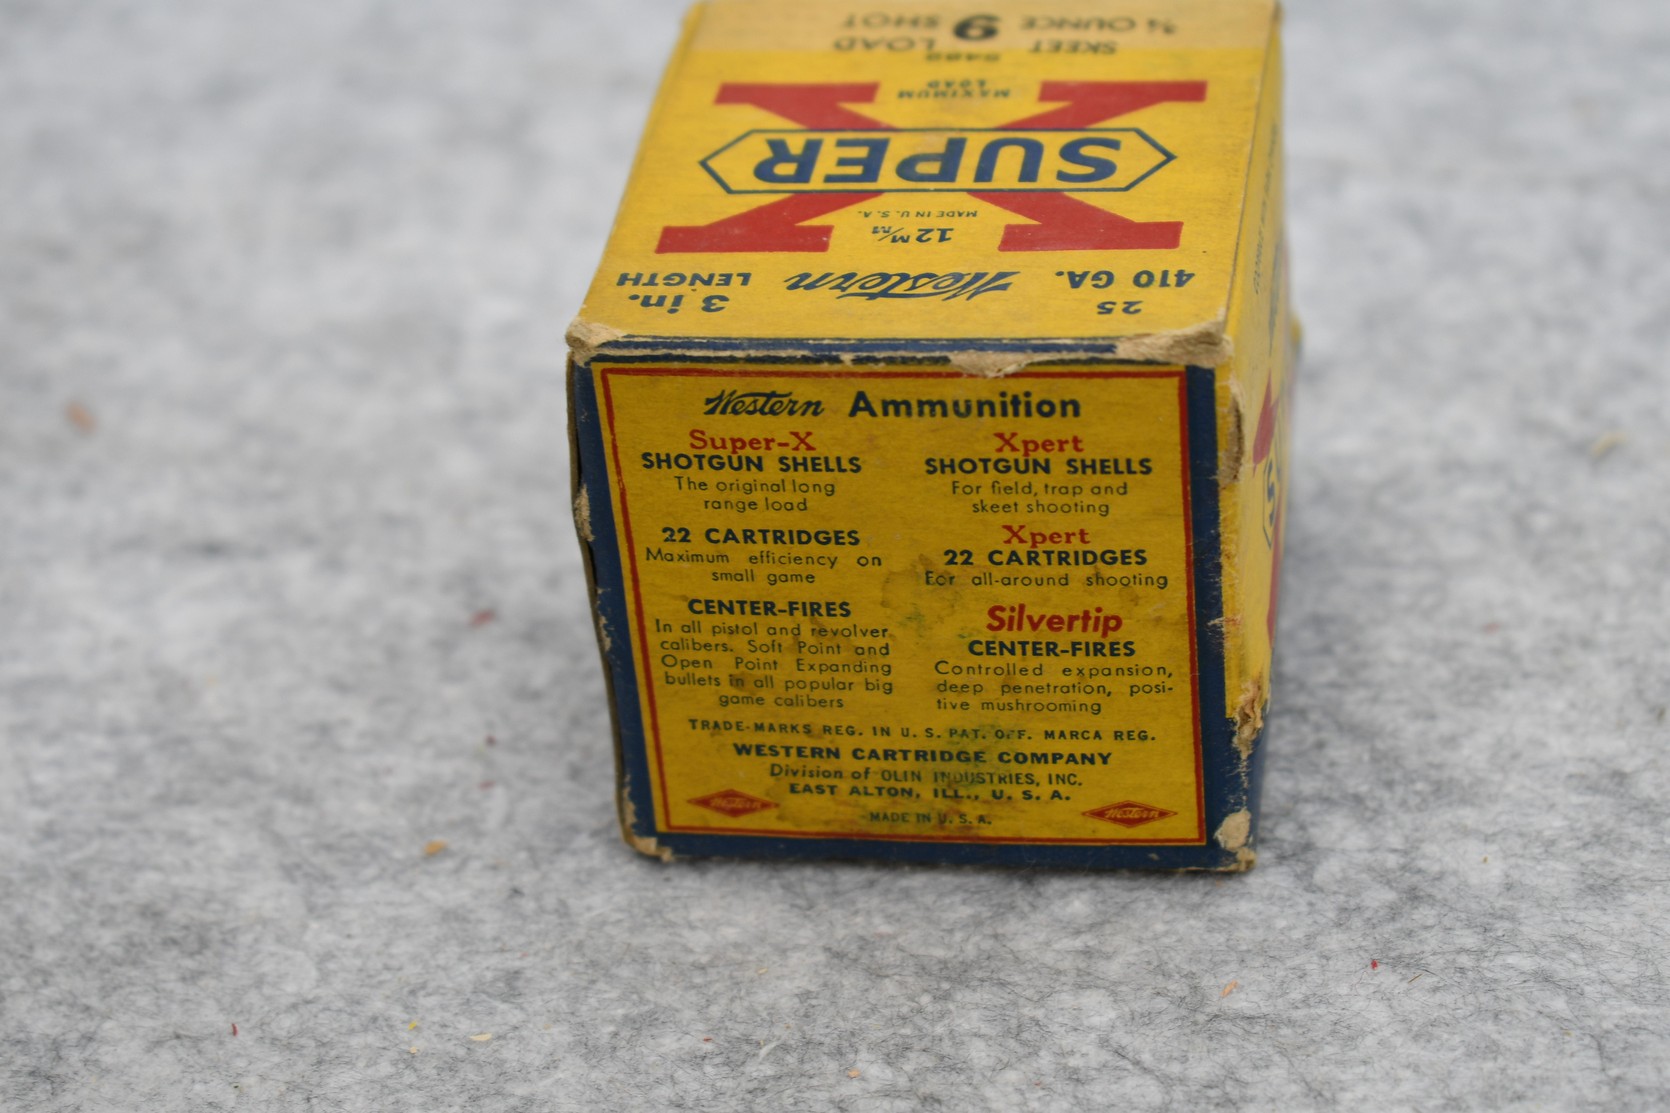 ¾ OUNCE 9 SHOT
SKEET LOAD
MAXIMUM
LOAD
X
SUPER
MADE IN U. S. A.
12 M/M
410 GA. Western LENGTH
25
3 in.
Western Ammunition
Super-X
SHOTGUN SHELLS
The original long
range load
22 CARTRIDGES
Maximum efficiency on
small game
CENTER-FIRES
In all pistol and revolver
calibers. Soft Point and
Open Point Expanding
bullets in all popular big
game calibers
Xpert
SHOTGUN SHELLS
For field, trap and
skeet shooting
Xpert
22 CARTRIDGES
For all-around shooting
Silvertip
CENTER-FIRES
Controlled expansion,
deep penetration, posi-
tive mushrooming
TRADE-MARKS REG. IN U. S. PAT. OFF. MARCA REG.
WESTERN CARTRIDGE COMPANY
Division of OLIN INDUSTRIES, INC.
EAST ALTON, ILL., U. S. A.
MADE IN U. S. A.
Western
Western